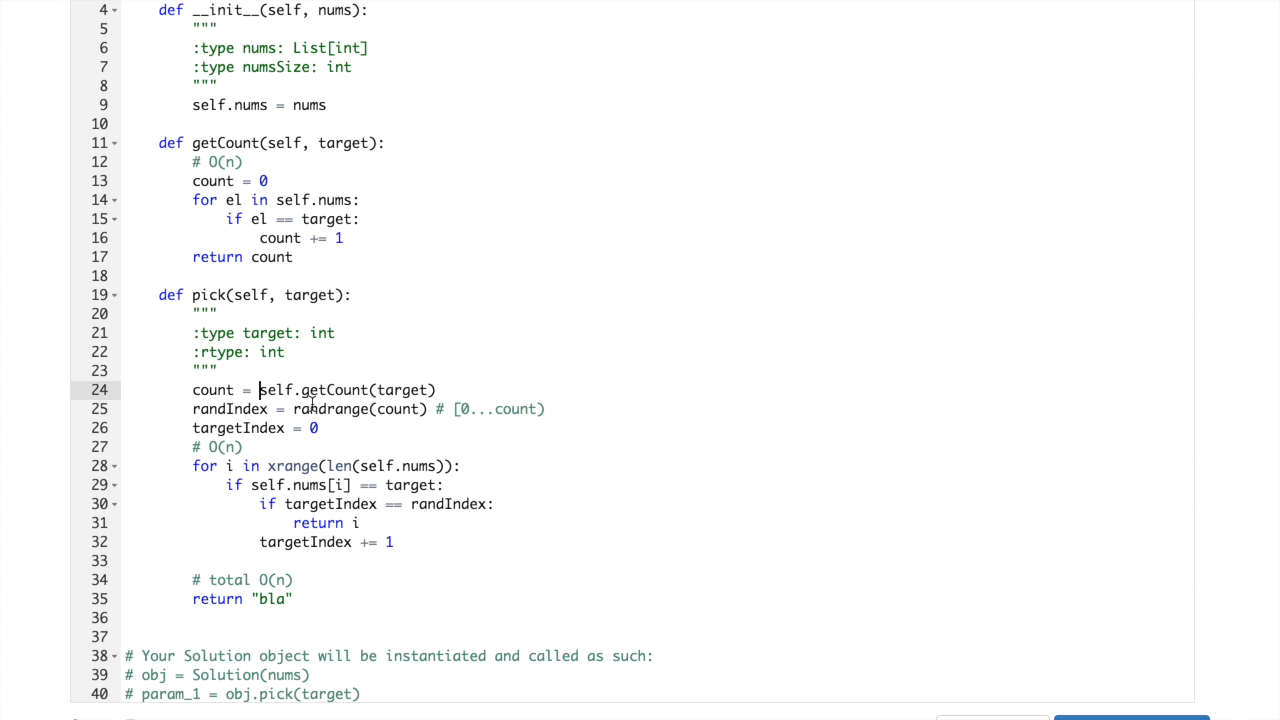 4 def __init__(self, nums):
5 """
6 :type nums: List[int]
7 :type numsSize: int
8 """
9 self.nums = nums
10
11 def getCount(self, target):
12 # O(n)
13 count = 0
14 for el in self.nums:
15 if el == target:
16 count += 1
17 return count
18
19 def pick(self, target):
20 """
21 :type target: int
22 :rtype: int
23 """
24 count = self.getCount(target)
25 randIndex = randrange(count) # [0...count)
26 targetIndex = 0
27 # O(n)
28 for i in xrange(len(self.nums)):
29 if self.nums[i] == target:
30 if targetIndex == randIndex:
31 return i
32 targetIndex += 1
33
34 # total O(n)
35 return "bla"
36
37
38 # Your Solution object will be instantiated and called as such:
39 # obj = Solution(nums)
40 # param_1 = obj.pick(target)